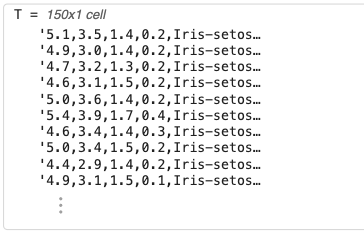 T = 150x1 cell
'5.1,3.5,1.4,0.2,Iris-setos…
'4.9,3.0,1.4,0.2,Iris-setos…
'4.7,3.2,1.3,0.2,Iris-setos…
'4.6,3.1,1.5,0.2,Iris-setos…
'5.0,3.6,1.4,0.2,Iris-setos…
'5.4,3.9,1.7,0.4,Iris-setos…
'4.6,3.4,1.4,0.3,Iris-setos…
'5.0,3.4,1.5,0.2,Iris-setos…
'4.4,2.9,1.4,0.2,Iris-setos…
'4.9,3.1,1.5,0.1,Iris-setos…
⋮